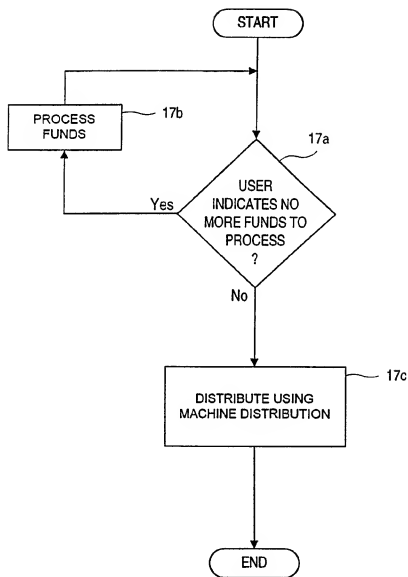 START
PROCESS
FUNDS
17b
17a
USER
INDICATES NO
MORE FUNDS TO
PROCESS
?
Yes
No
17c
DISTRIBUTE USING
MACHINE DISTRIBUTION
END